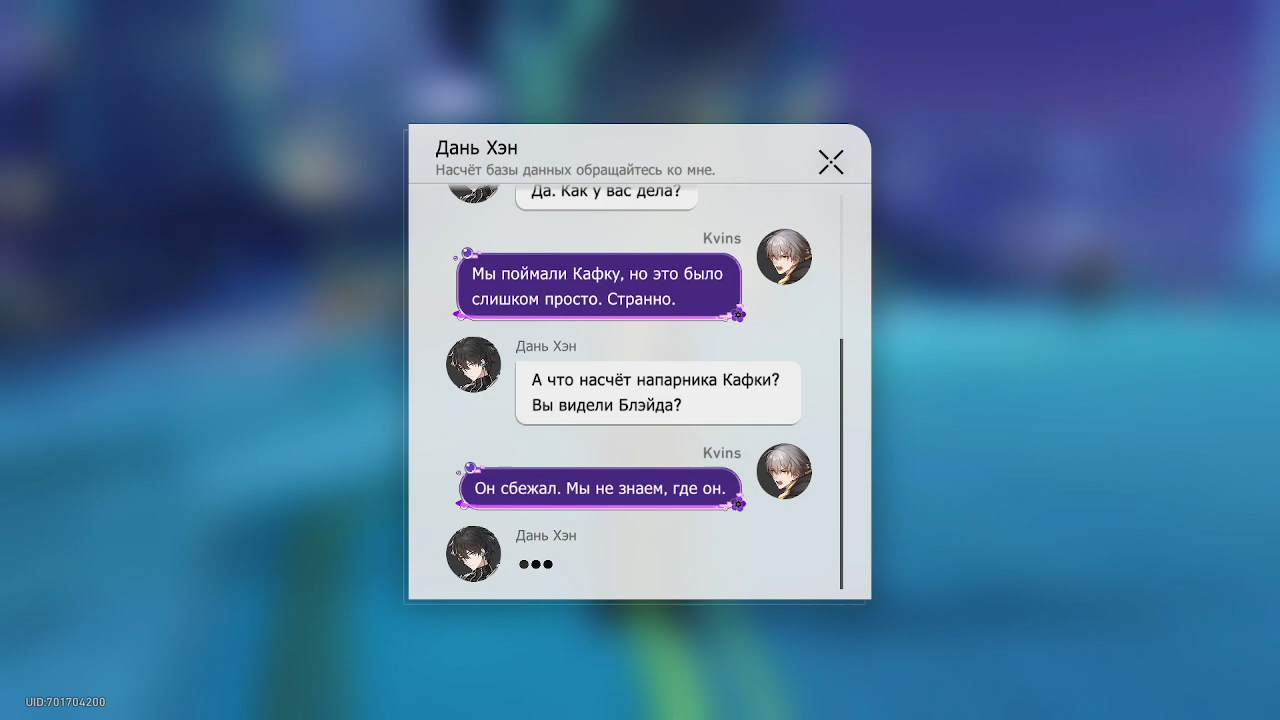 Дань Хэн
Насчёт базы данных обращайтесь ко мне.
Да. Как у вас дела?
Kvins
Мы поймали Кафку, но это было
слишком просто. Странно.
Дань Хэн
А что насчёт напарника Кафки?
Вы видели Блэйда?
Kvins
Он сбежал. Мы не знаем, где он.
Дань Хэн
UID:701704200